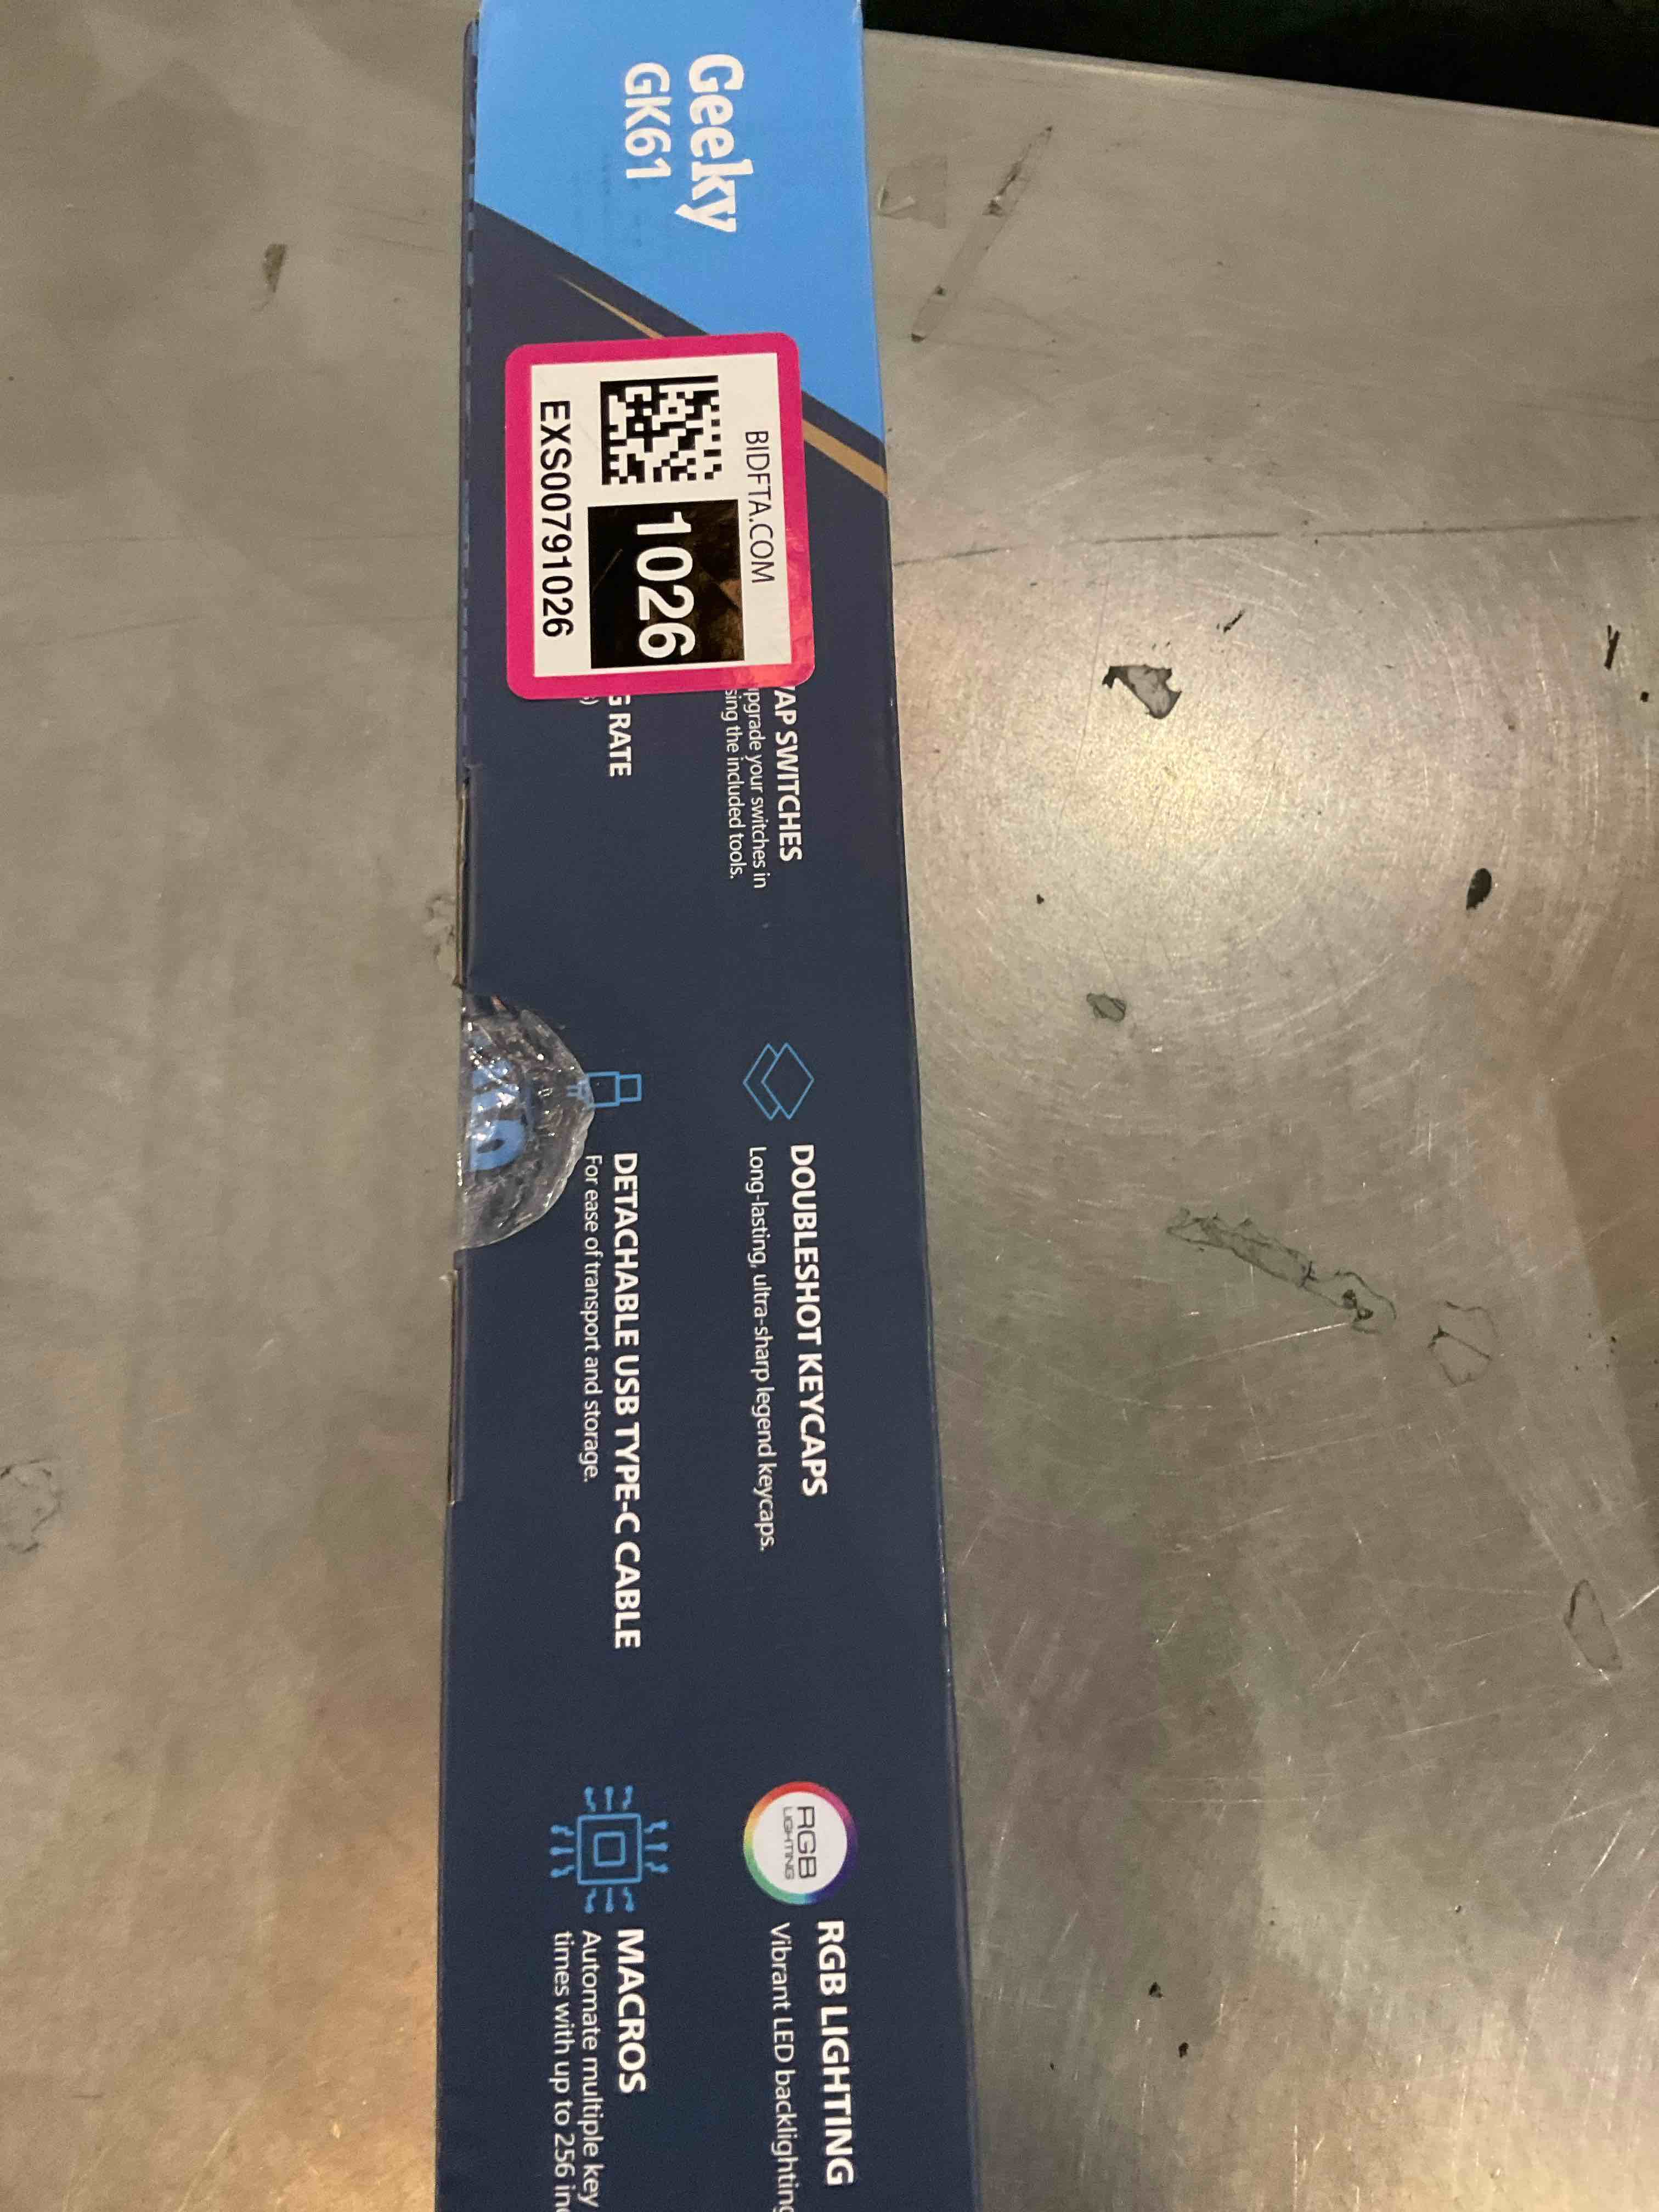 Geeky
GK61
BIDFTA.COM
1026
EXS00791026
AP SWITCHES
pgrade your switches in
sing the included tools.
G RATE
DOUBLESHOT KEYCAPS
Long-lasting, ultra-sharp legend keycaps.
DETACHABLE USB TYPE-C CABLE
For ease of transport and storage.
RGB
LIGHTING
RGB LIGHTING
Vibrant LED backlighting
MACROS
Automate multiple key
times with up to 256 in